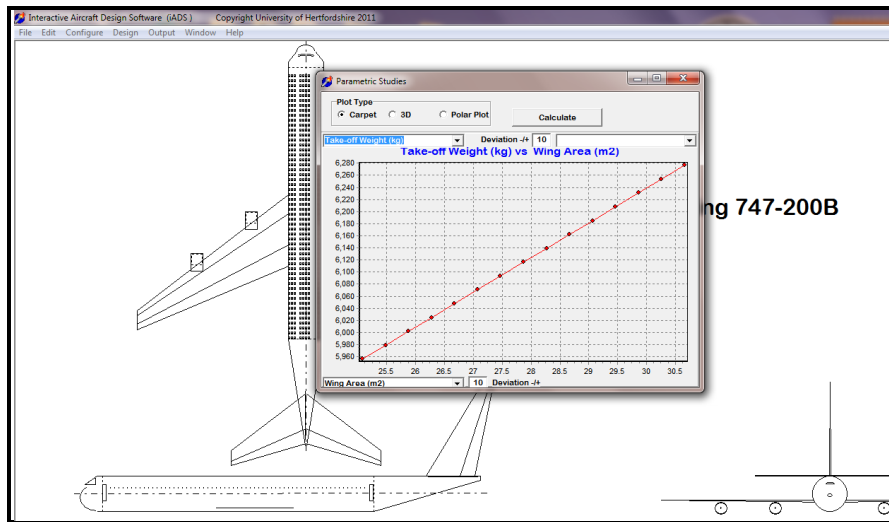 Interactive Aircraft Design Software (iADS) Copyright University of Hertfordshire 2011
File Edit Configure Design Output Window Help
Parametric Studies
Plot Type
Carpet 3D Polar Plot
Calculate
Take-off Weight (kg) Deviation -/+ 10
Take-off Weight (kg) vs Wing Area (m2)
6,280
6,260
6,240
6,220
6,200
6,180
6,160
6,140
6,120
6,100
6,080
6,060
6,040
6,020
6,000
5,980
5,960
25.5 26 26.5 27 27.5 28 28.5 29 29.5 30 30.5
Wing Area (m2) 10 Deviation -/+
ng 747-200B